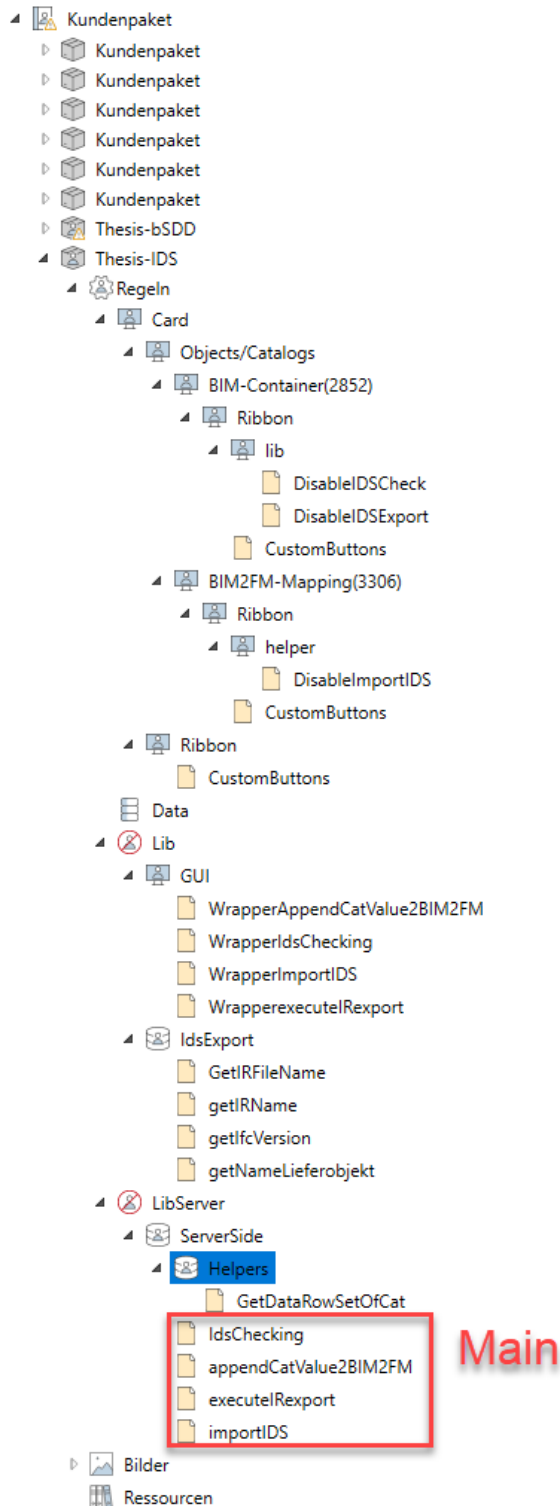 Kundenpaket
Kundenpaket
Kundenpaket
Kundenpaket
Kundenpaket
Kundenpaket
Kundenpaket
Thesis-bSDD
Thesis-IDS
Regeln
Card
Objects/Catalogs
BIM-Container(2852)
Ribbon
lib
DisableIDSCheck
DisableIDSExport
CustomButtons
BIM2FM-Mapping(3306)
Ribbon
helper
DisableImportIDS
CustomButtons
Ribbon
CustomButtons
Data
Lib
GUI
WrapperAppendCatValue2BIM2FM
WrapperIdsChecking
WrapperImportIDS
WrapperexecuteIRexport
IdsExport
GetIRFileName
getIRName
getIfcVersion
getNameLieferobjekt
LibServer
ServerSide
Helpers
GetDataRowSetOfCat
IdsChecking
appendCatValue2BIM2FM
Main
executeIRexport
importIDS
Bilder
Ressourcen